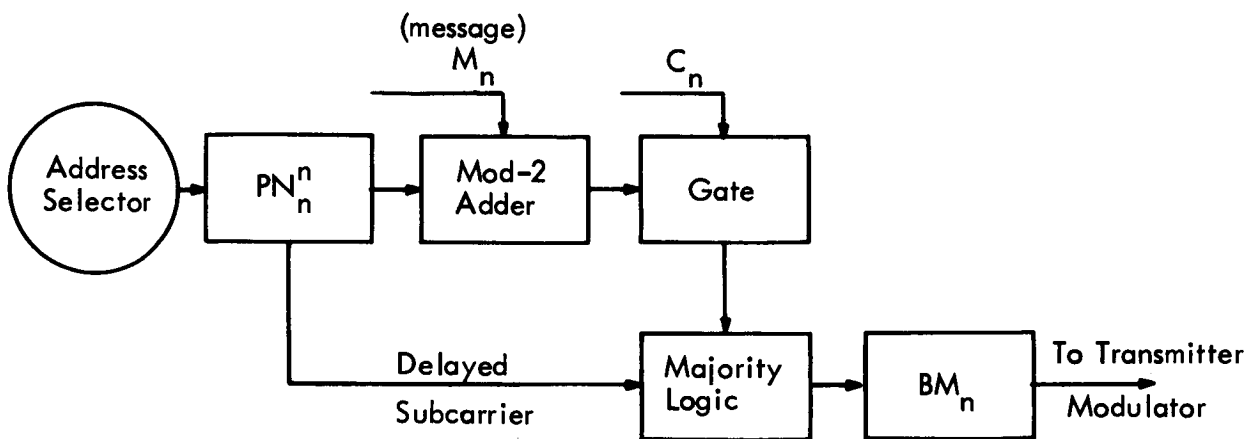 (message)
M_n
C_n
Address
Selector
PN_n^n
Mod-2
Adder
Gate
Delayed
Subcarrier
Majority
Logic
BM_n
To Transmitter
Modulator